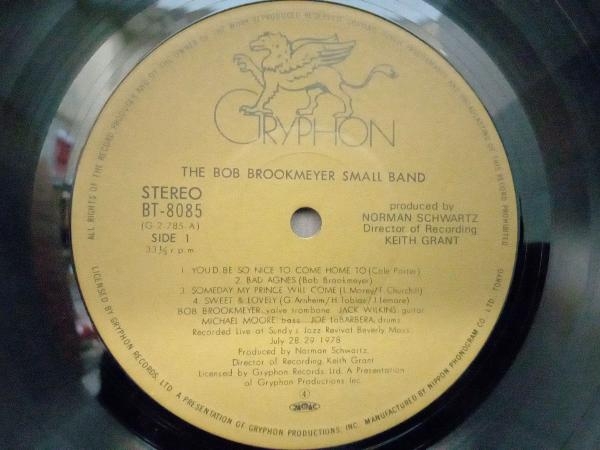 GRYPHON
THE BOB BROOKMEYER SMALL BAND
STEREO
BT-8085
(G-2-785-A)
SIDE 1
33⅓ r.p.m.
produced by
NORMAN SCHWARTZ
Director of Recording
KEITH GRANT
1. YOU'D BE SO NICE TO COME HOME TO (Cole Porter)
2. BAD AGNES (Bob Brookmeyer)
3. SOMEDAY MY PRINCE WILL COME (L.Morey/F.Churchill)
4. SWEET & LOVELY (G. Arnheim/H.Tobias/J.lemare)
BOB BROOKMEYER, valve trombone JACK WILKINS, guitar
MICHAEL MOORE, bass JOE LaBARBERA, drums
Recorded Live at Sundy's Jazz Revival Beverly Mass.
July 28.29 1978
Produced by Norman Schwartz,
Director of Recording, Keith Grant
Licensed by Gryphon Records, Ltd. A Presentation
of Gryphon Productions, Inc.
4
ALL RIGHTS OF THE RECORD PRODUCER AND OF THE OWNER OF THE WORK REPRODUCED RESERVED
OF THIS RECORD PROHIBITED
LICENSED BY GRYPHON RECORDS, LTD. A PRESENTATION OF GRYPHON PRODUCTIONS, INC. MANUFACTURED BY NIPPON PHONOGRAM CO., LTD. (TOKYO)